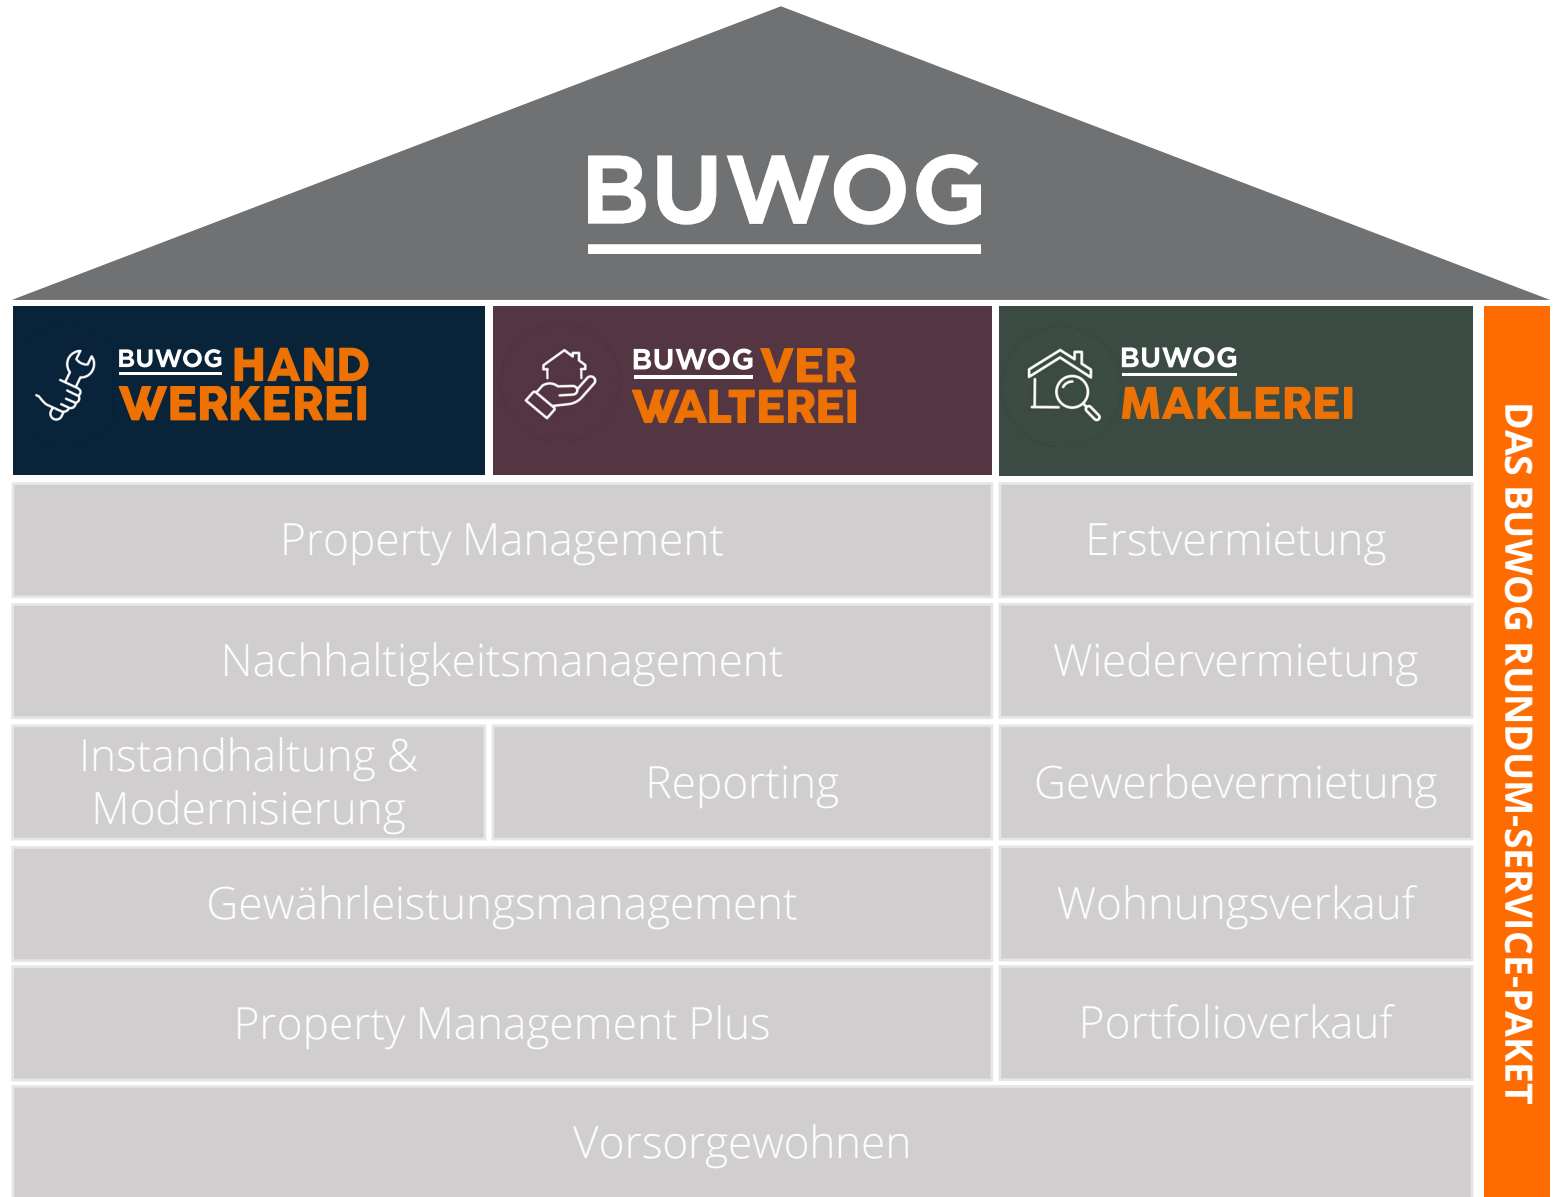 BUWOG
BUWOG HAND
WERKEREI
BUWOG VER
WALTEREI
BUWOG
MAKLEREI
Property Management
Erstvermietung
Nachhaltigkeitsmanagement
Wiedervermietung
Instandhaltung &
Modernisierung
Reporting
Gewerbevermietung
Gewährleistungsmanagement
Wohnungsverkauf
Property Management Plus
Portfolioverkauf
Vorsorgewohnen
DAS BUWOG RUNDUM-SERVICE-PAKET